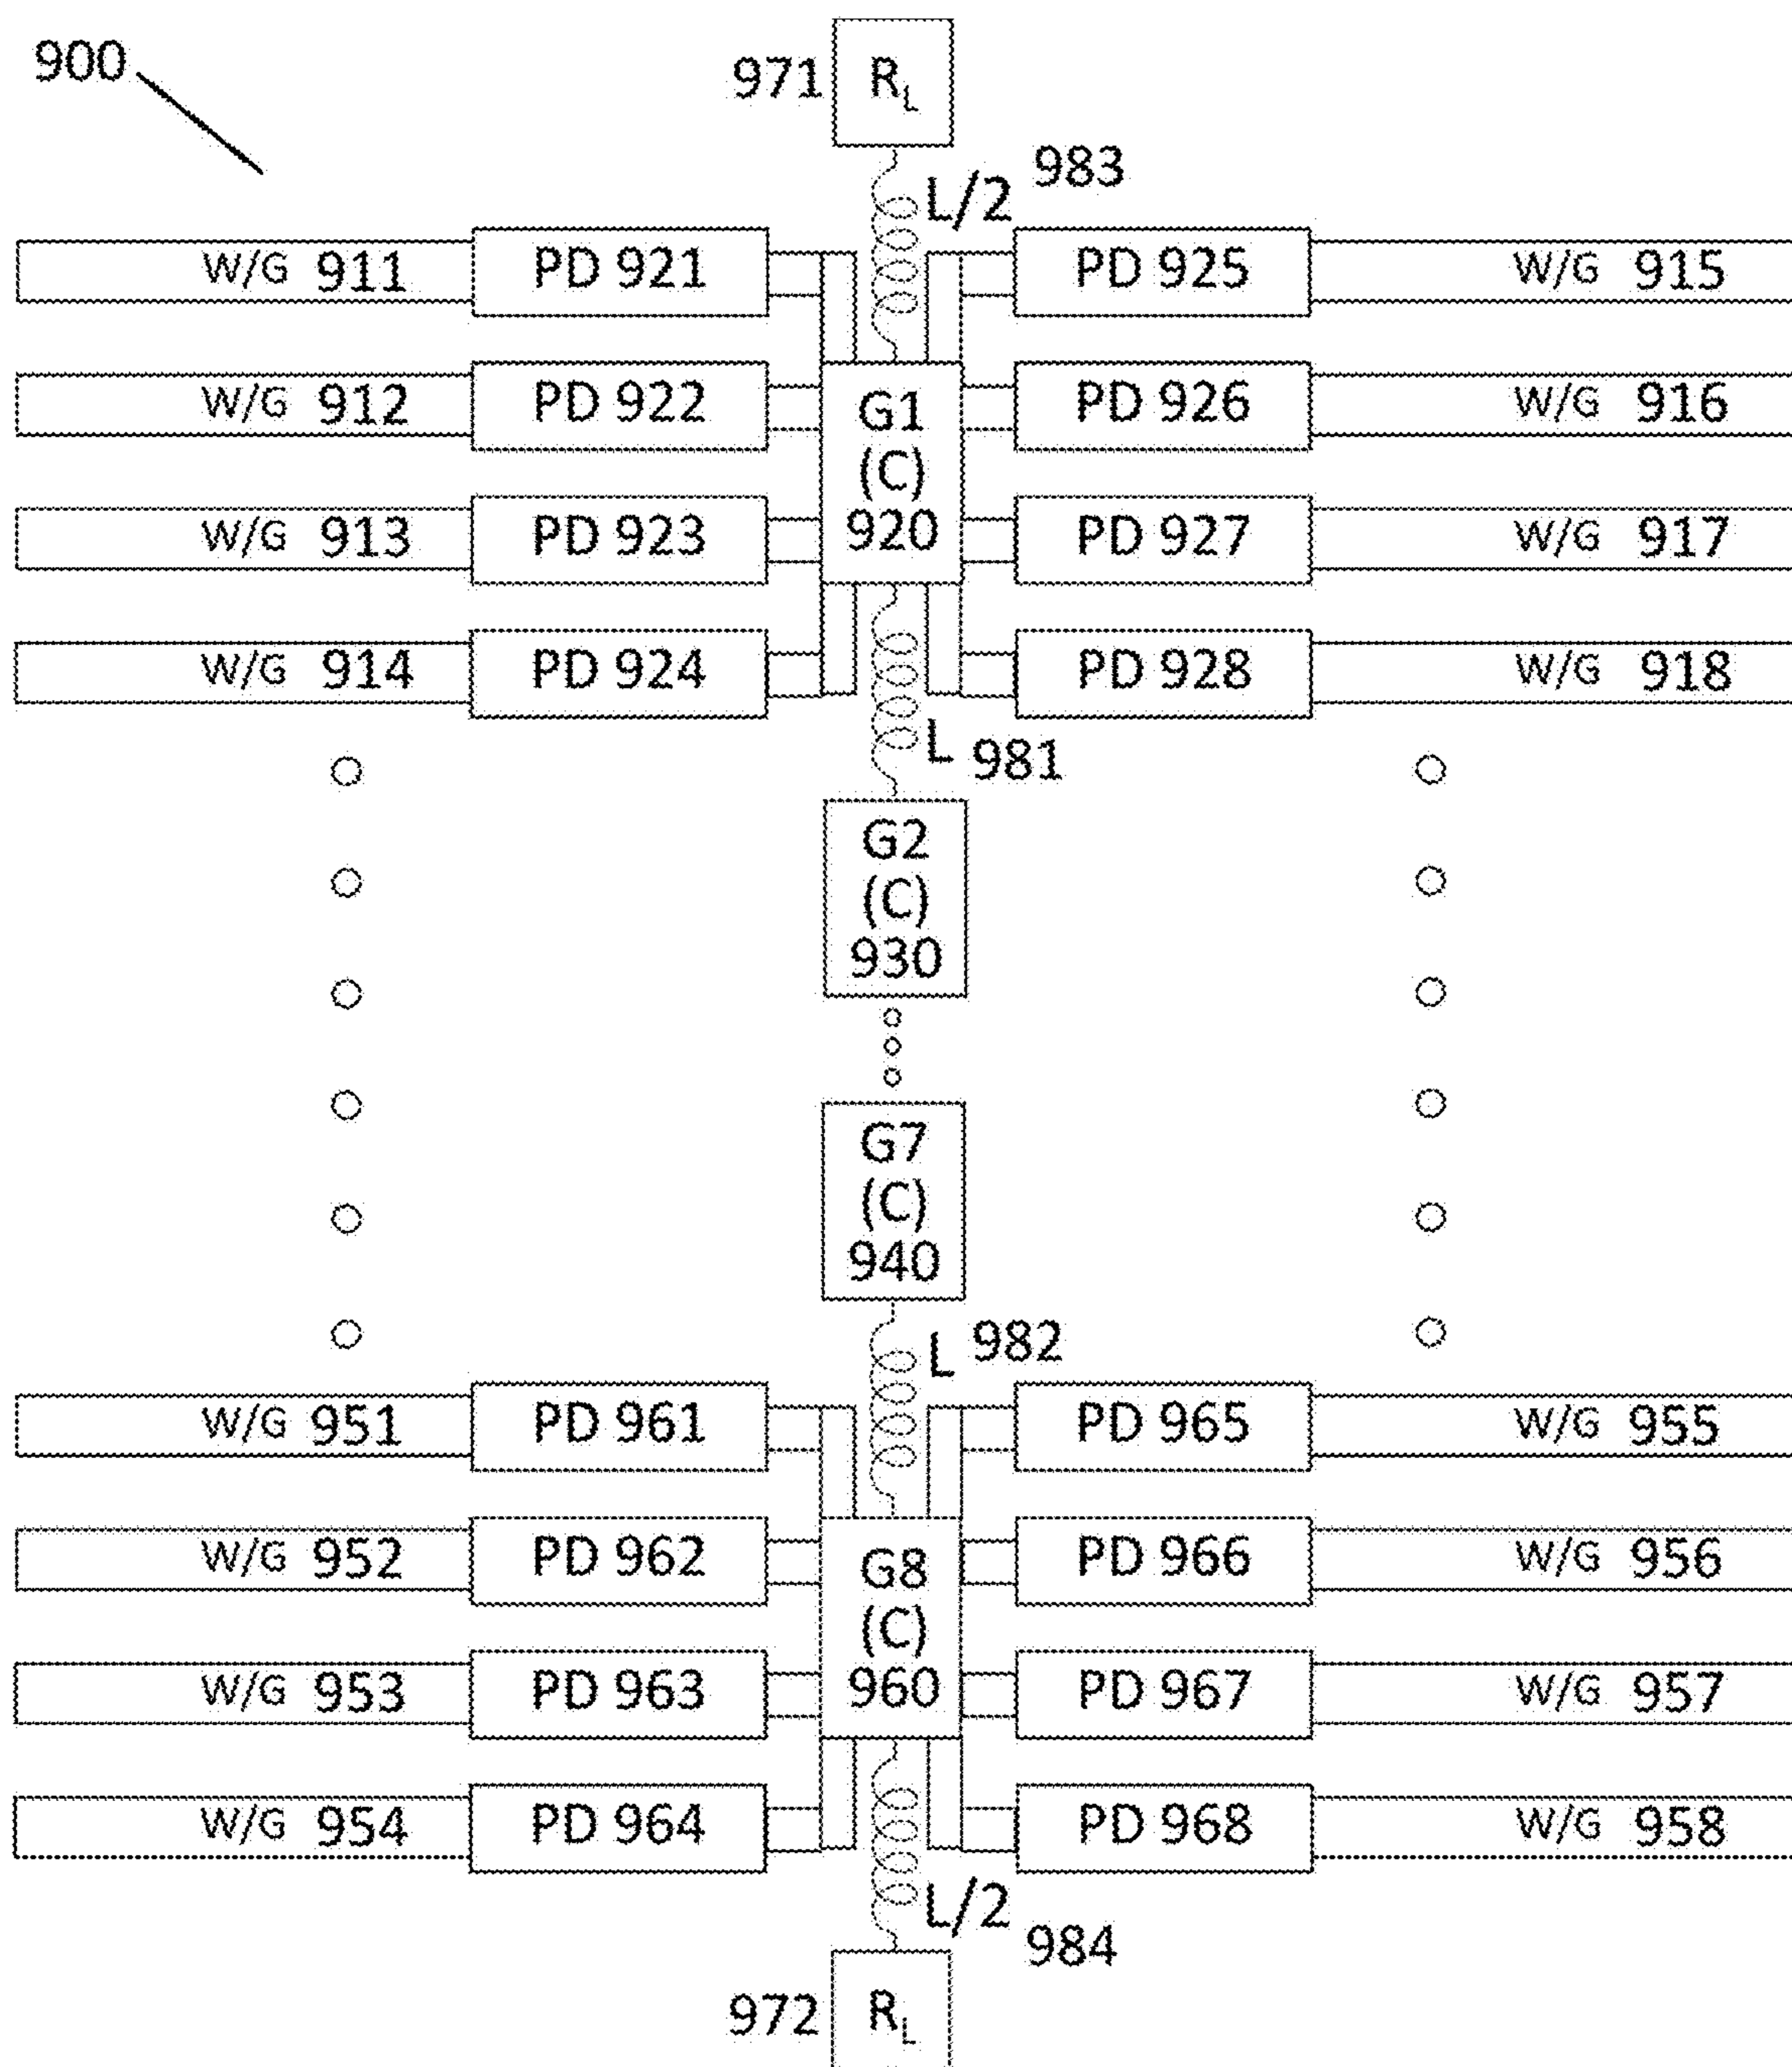 900
971 R_L
L/2 983
W/G 911 PD 921 PD 925 W/G 915
W/G 912 PD 922 G1 PD 926 W/G 916
(C)
W/G 913 PD 923 920 PD 927 W/G 917
W/G 914 PD 924 PD 928 W/G 918
L 981
G2
(C)
930
G7
(C)
940
L 982
W/G 951 PD 961 PD 965 W/G 955
W/G 952 PD 962 G8 PD 966 W/G 956
(C)
W/G 953 PD 963 960 PD 967 W/G 957
W/G 954 PD 964 PD 968 W/G 958
L/2 984
972 R_L